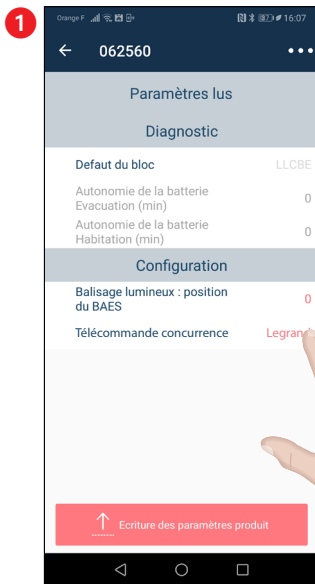 1
Orange F 16:07
062560
Paramètres lus
Diagnostic
Defaut du bloc LLCBE
Autonomie de la batterie
Evacuation (min) 0
Autonomie de la batterie
Habitation (min) 0
Configuration
Balisage lumineux : position
du BAES 0
Télécommande concurrence Legrand
Ecriture des paramètres produit